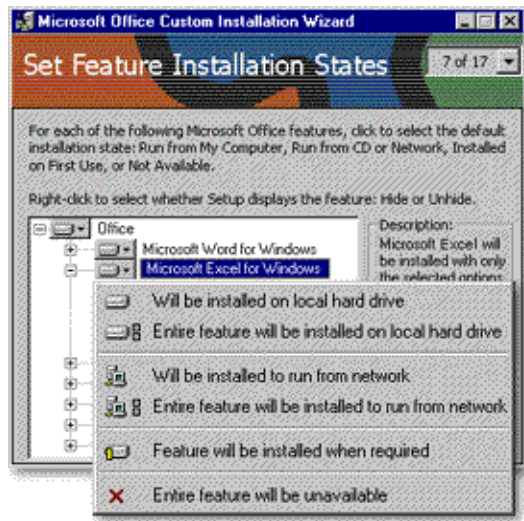 Microsoft Office Custom Installation Wizard
Set Feature Installation States
7 of 17
For each of the following Microsoft Office features, click to select the default
installation state: Run from My Computer, Run from CD or Network, Installed
on First Use, or Not Available.
Right-click to select whether Setup displays the feature: Hide or Unhide.
Office
Microsoft Word for Windows
Microsoft Excel for Windows
Description:
Microsoft Excel will
be installed with only
the selected options
Will be installed on local hard drive
Entire feature will be installed on local hard drive
Will be installed to run from network
Entire feature will be installed to run from network
Feature will be installed when required
Entire feature will be unavailable